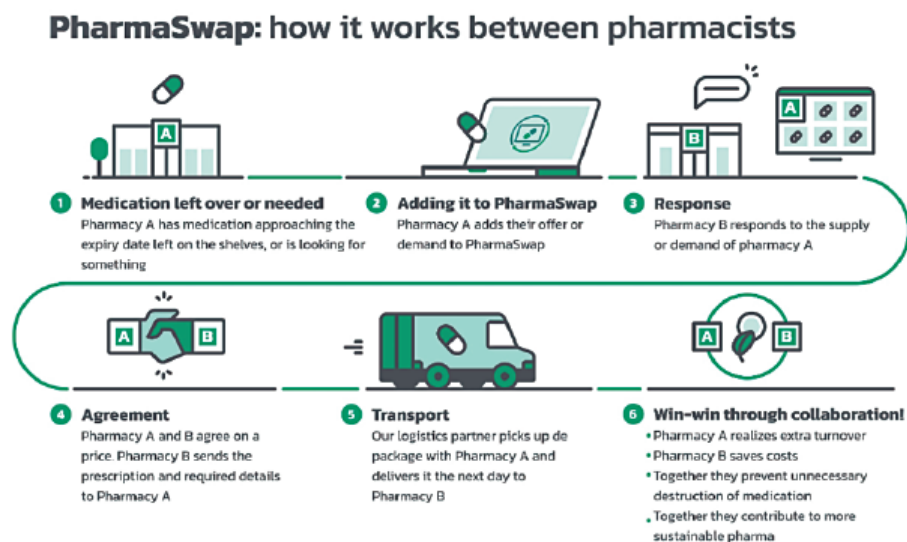 PharmaSwap: how it works between pharmacists
A
B
A
1 Medication left over or needed
Pharmacy A has medication approaching the
expiry date left on the shelves, or is looking for
something
2 Adding it to PharmaSwap
Pharmacy A adds their offer or
demand to PharmaSwap
3 Response
Pharmacy B responds to the supply
or demand of pharmacy A
A B
A B
4 Agreement
Pharmacy A and B agree on a
price. Pharmacy B sends the
prescription and required details
to Pharmacy A
5 Transport
Our logistics partner picks up de
package with Pharmacy A and
delivers it the next day to
Pharmacy B
6 Win-win through collaboration!
• Pharmacy A realizes extra turnover
• Pharmacy B saves costs
• Together they prevent unnecessary
destruction of medication
• Together they contribute to more
sustainable pharma